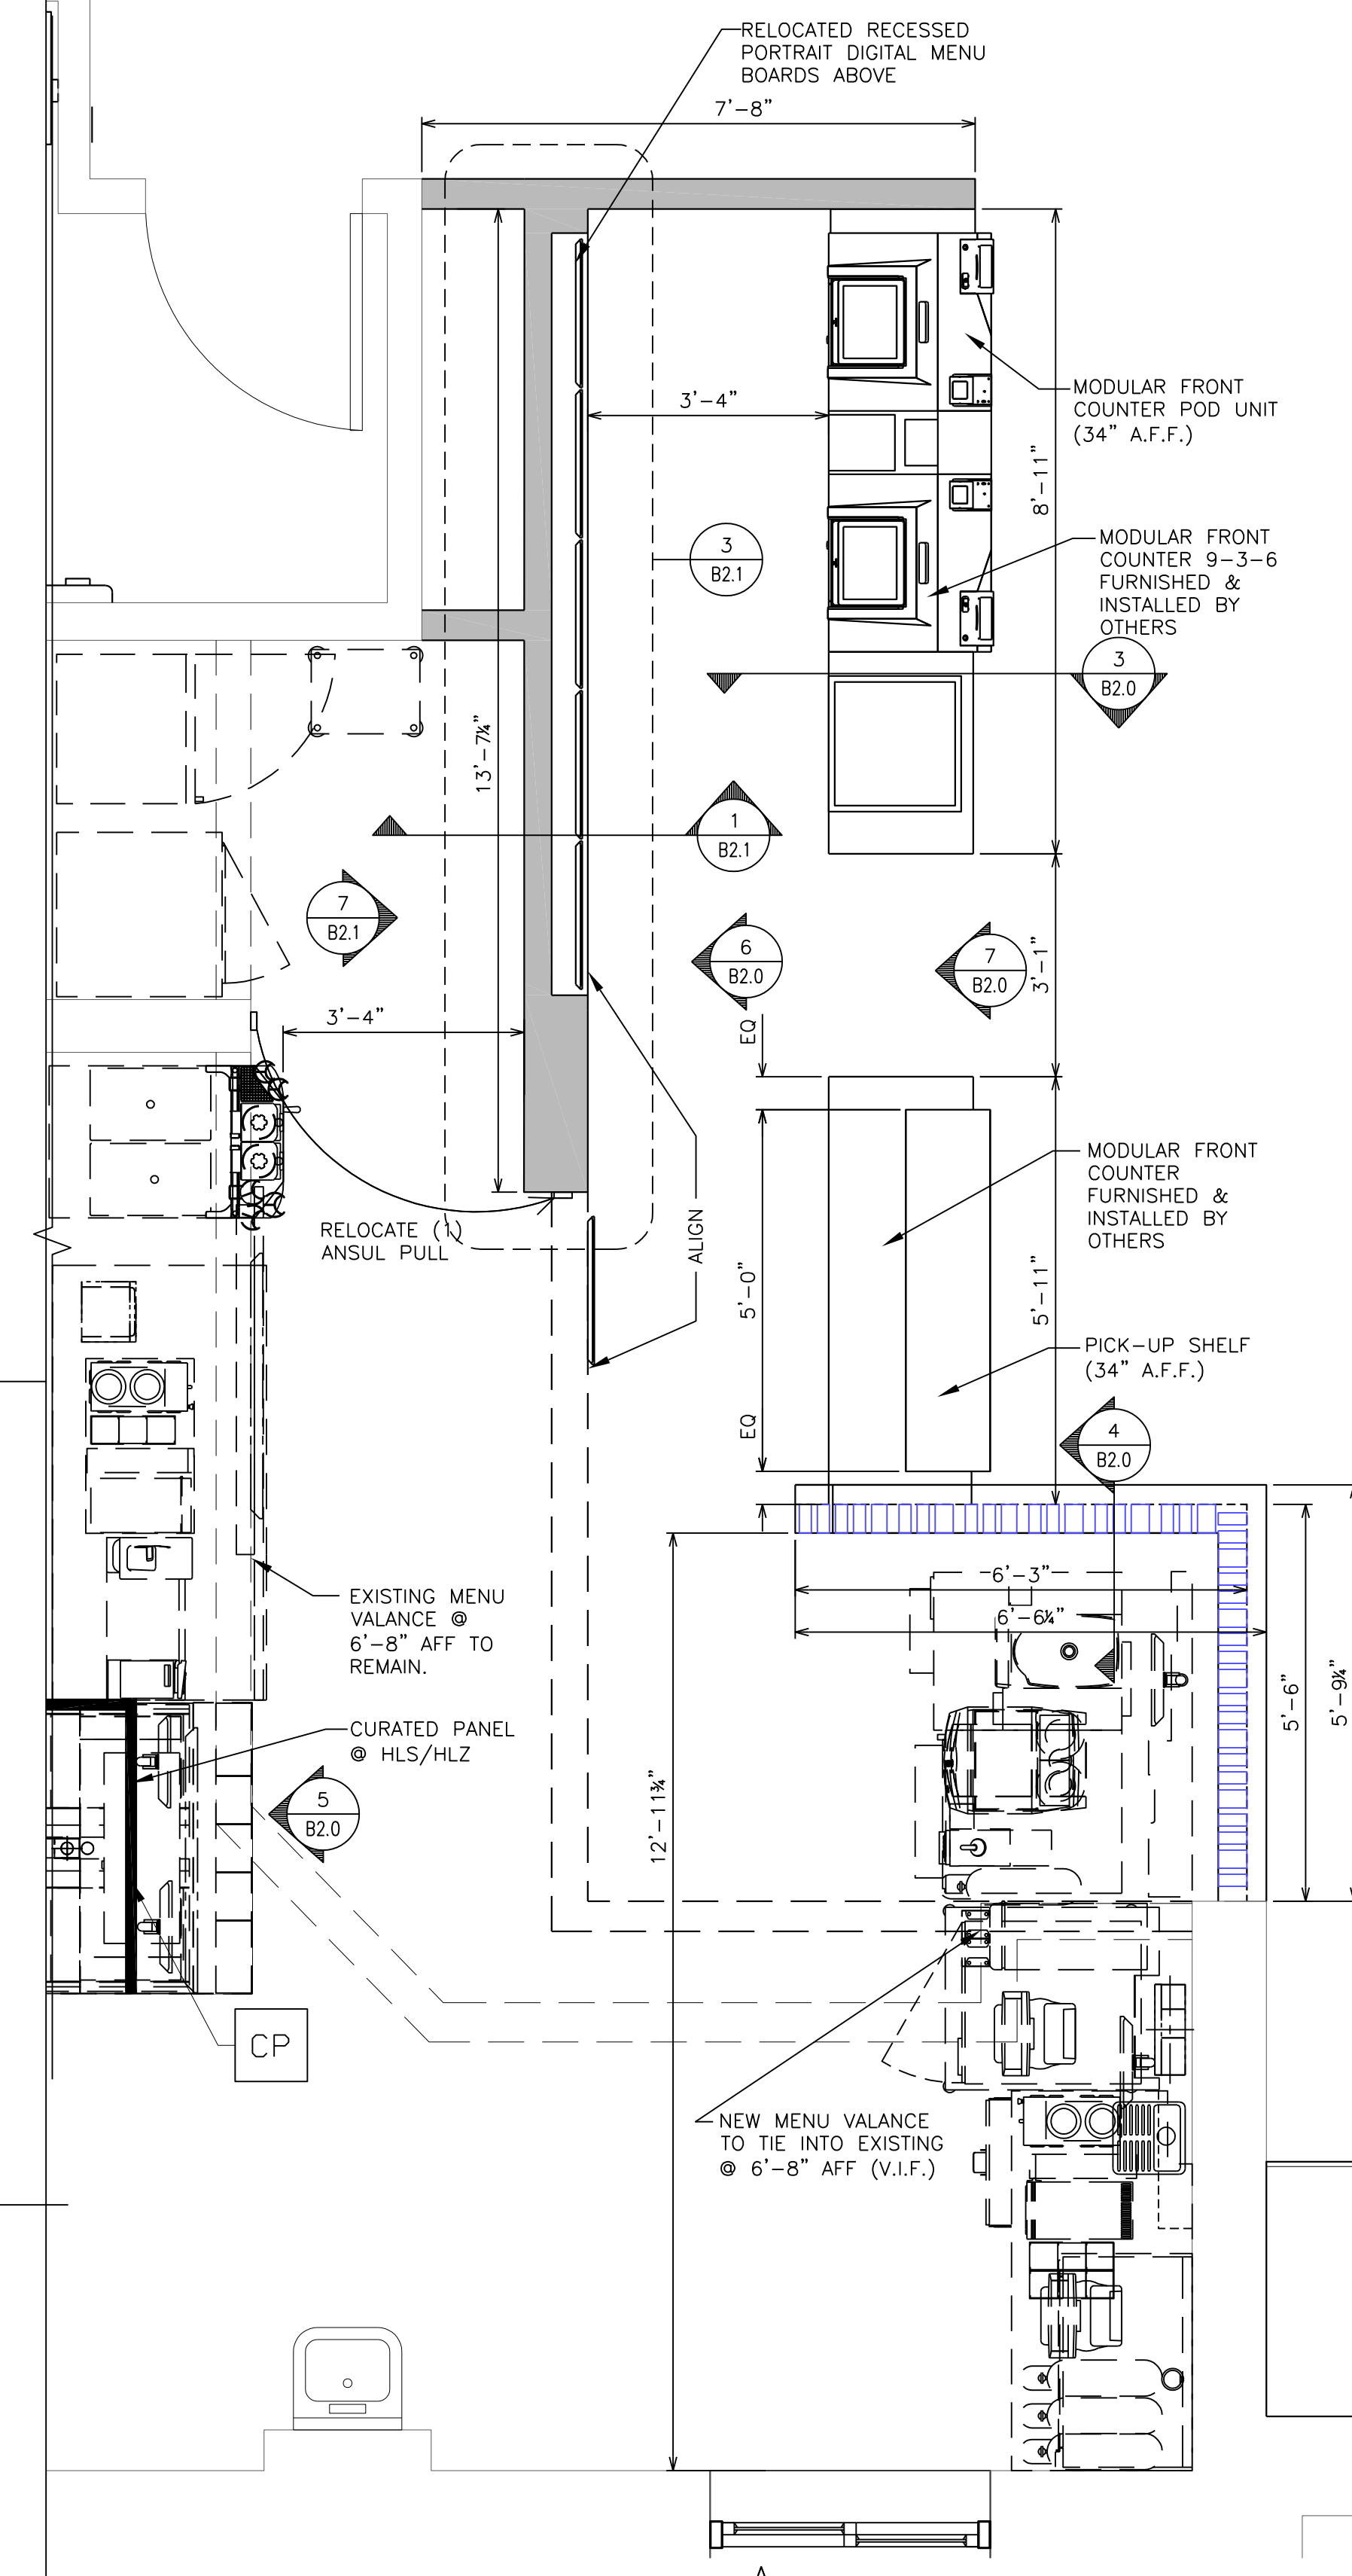 RELOCATED RECESSED
PORTRAIT DIGITAL MENU
BOARDS ABOVE
7'-8"
3'-4"
MODULAR FRONT
COUNTER POD UNIT
(34" A.F.F.)
8'-11"
3
B2.1
MODULAR FRONT
COUNTER 9-3-6
FURNISHED &
INSTALLED BY
OTHERS
3
B2.0
13'-7¼"
1
B2.1
7
B2.1
6
B2.0
7
B2.0
3'-1"
3'-4"
EQ
MODULAR FRONT
COUNTER
FURNISHED &
INSTALLED BY
OTHERS
RELOCATE (1)
ANSUL PULL
ALIGN
5'-0"
5'-11"
PICK-UP SHELF
(34" A.F.F.)
EQ
4
B2.0
6'-3"
6'-6¼"
EXISTING MENU
VALANCE @
6'-8" AFF TO
REMAIN.
5'-6"
5'-9¼"
CURATED PANEL
@ HLS/HLZ
5
B2.0
12'-11¾"
CP
NEW MENU VALANCE
TO TIE INTO EXISTING
@ 6'-8" AFF (V.I.F.)